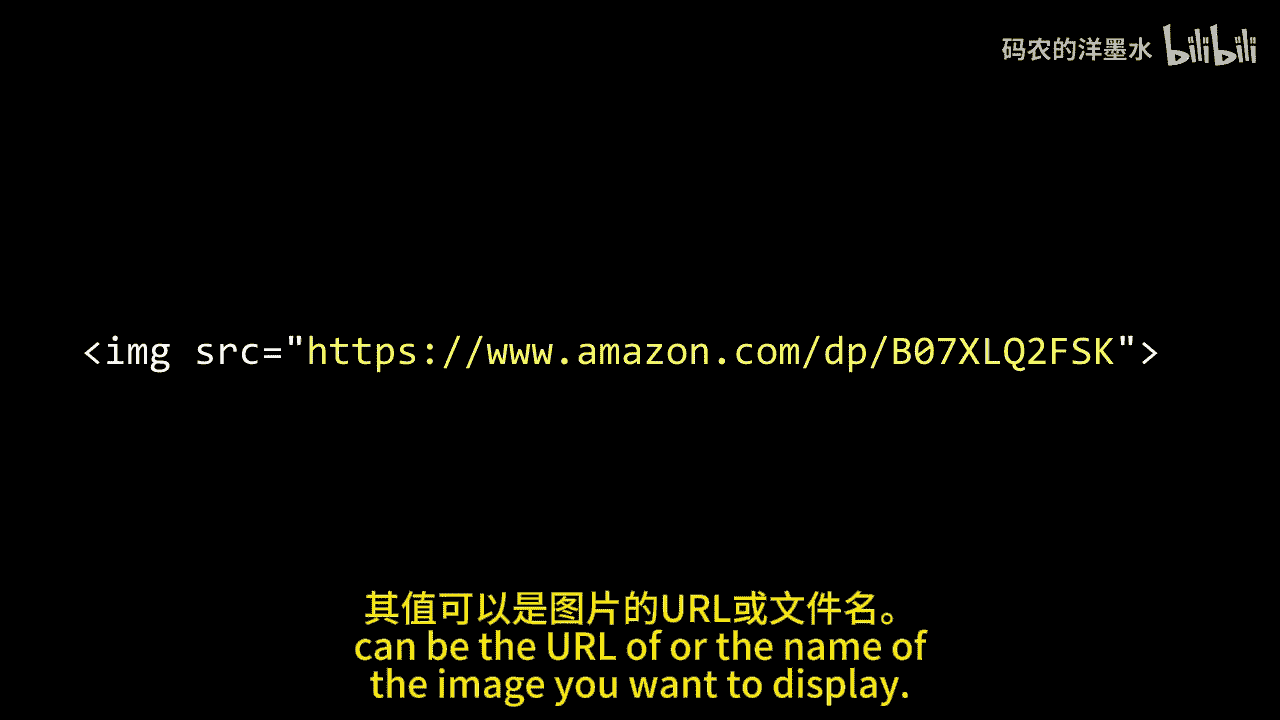 码农的洋墨水 bilibili
<img src="https://www.amazon.com/dp/B07XLQ2FSK">
其值可以是图片的URL或文件名。
can be the URL of or the name of
the image you want to display.